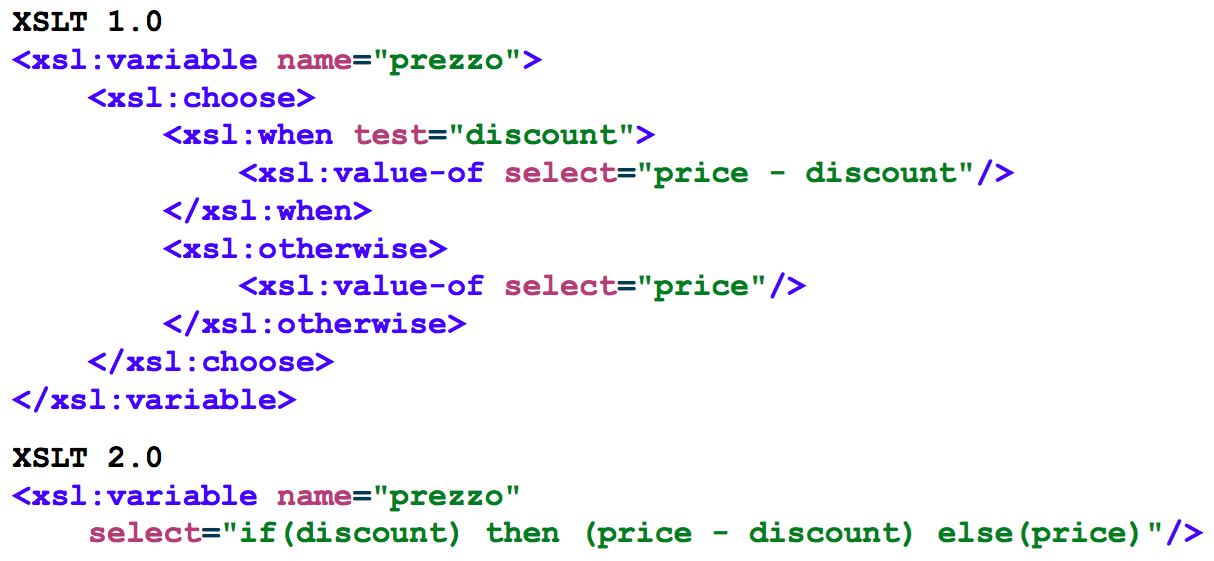 XSLT 1.0
<xsl:variable name="prezzo">
    <xsl:choose>
        <xsl:when test="discount">
            <xsl:value-of select="price - discount"/>
        </xsl:when>
        <xsl:otherwise>
            <xsl:value-of select="price"/>
        </xsl:otherwise>
    </xsl:choose>
</xsl:variable>
XSLT 2.0
<xsl:variable name="prezzo"
    select="if(discount) then (price - discount) else(price)"/>